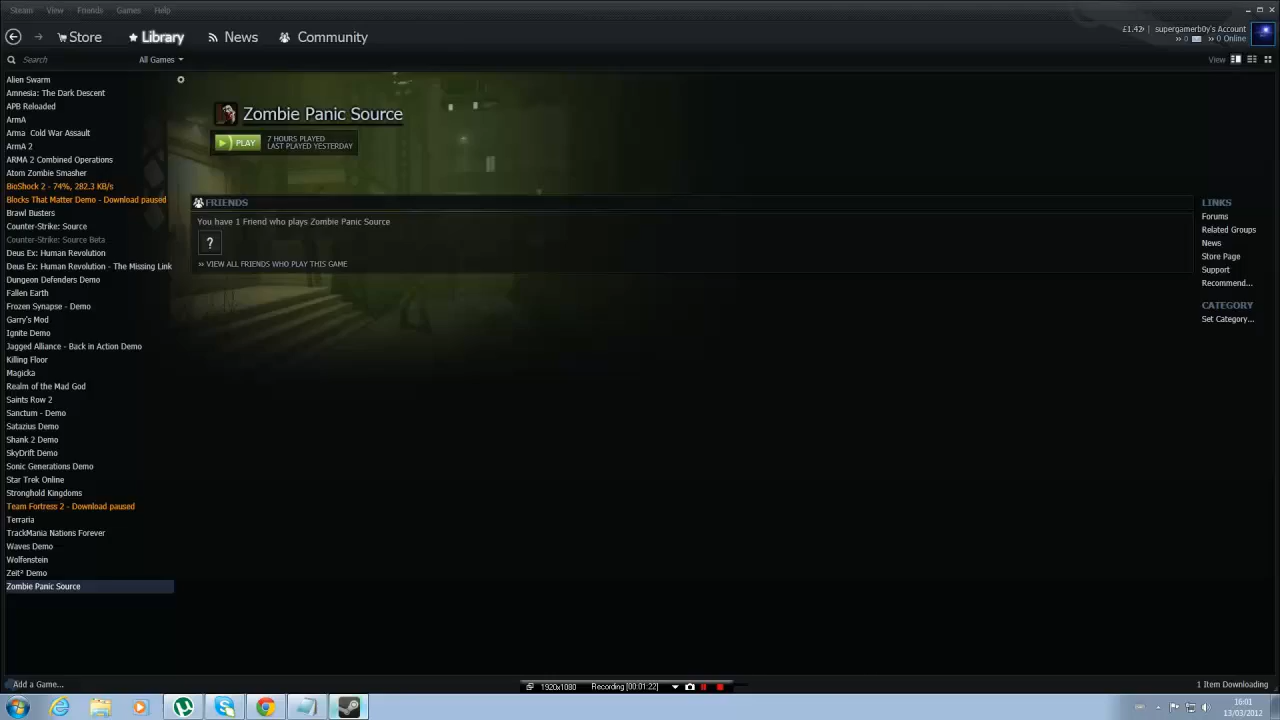 Steam View Friends Games Help
Store Library News Community
£1.42 supergamerb0y's Account
0 0 Online
Search All Games View
Alien Swarm
Amnesia: The Dark Descent
APB Reloaded
ArmA
Arma Cold War Assault
ArmA 2
ARMA 2 Combined Operations
Atom Zombie Smasher
BioShock 2 - 74%, 282.3 KB/s
Blocks That Matter Demo - Download paused
Brawl Busters
Counter-Strike: Source
Counter-Strike: Source Beta
Deus Ex: Human Revolution
Deus Ex: Human Revolution - The Missing Link
Dungeon Defenders Demo
Fallen Earth
Frozen Synapse - Demo
Garry's Mod
Ignite Demo
Jagged Alliance - Back in Action Demo
Killing Floor
Magicka
Realm of the Mad God
Saints Row 2
Sanctum - Demo
Satazius Demo
Shank 2 Demo
SkyDrift Demo
Sonic Generations Demo
Star Trek Online
Stronghold Kingdoms
Team Fortress 2 - Download paused
Terraria
TrackMania Nations Forever
Waves Demo
Wolfenstein
Zeit² Demo
Zombie Panic Source
Zombie Panic Source
PLAY
7 HOURS PLAYED
LAST PLAYED YESTERDAY
FRIENDS
You have 1 Friend who plays Zombie Panic Source
?
» VIEW ALL FRIENDS WHO PLAY THIS GAME
LINKS
Forums
Related Groups
News
Store Page
Support
Recommend...
CATEGORY
Set Category...
Add a Game...
1920x1080 Recording [00:01:22]
1 Item Downloading
16:01
13/03/2012